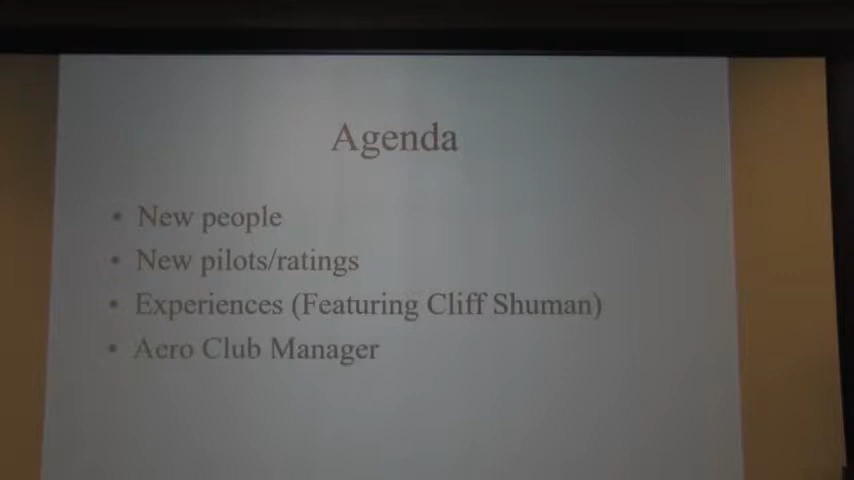 Agenda
• New people
• New pilots/ratings
• Experiences (Featuring Cliff Shuman)
• Aero Club Manager